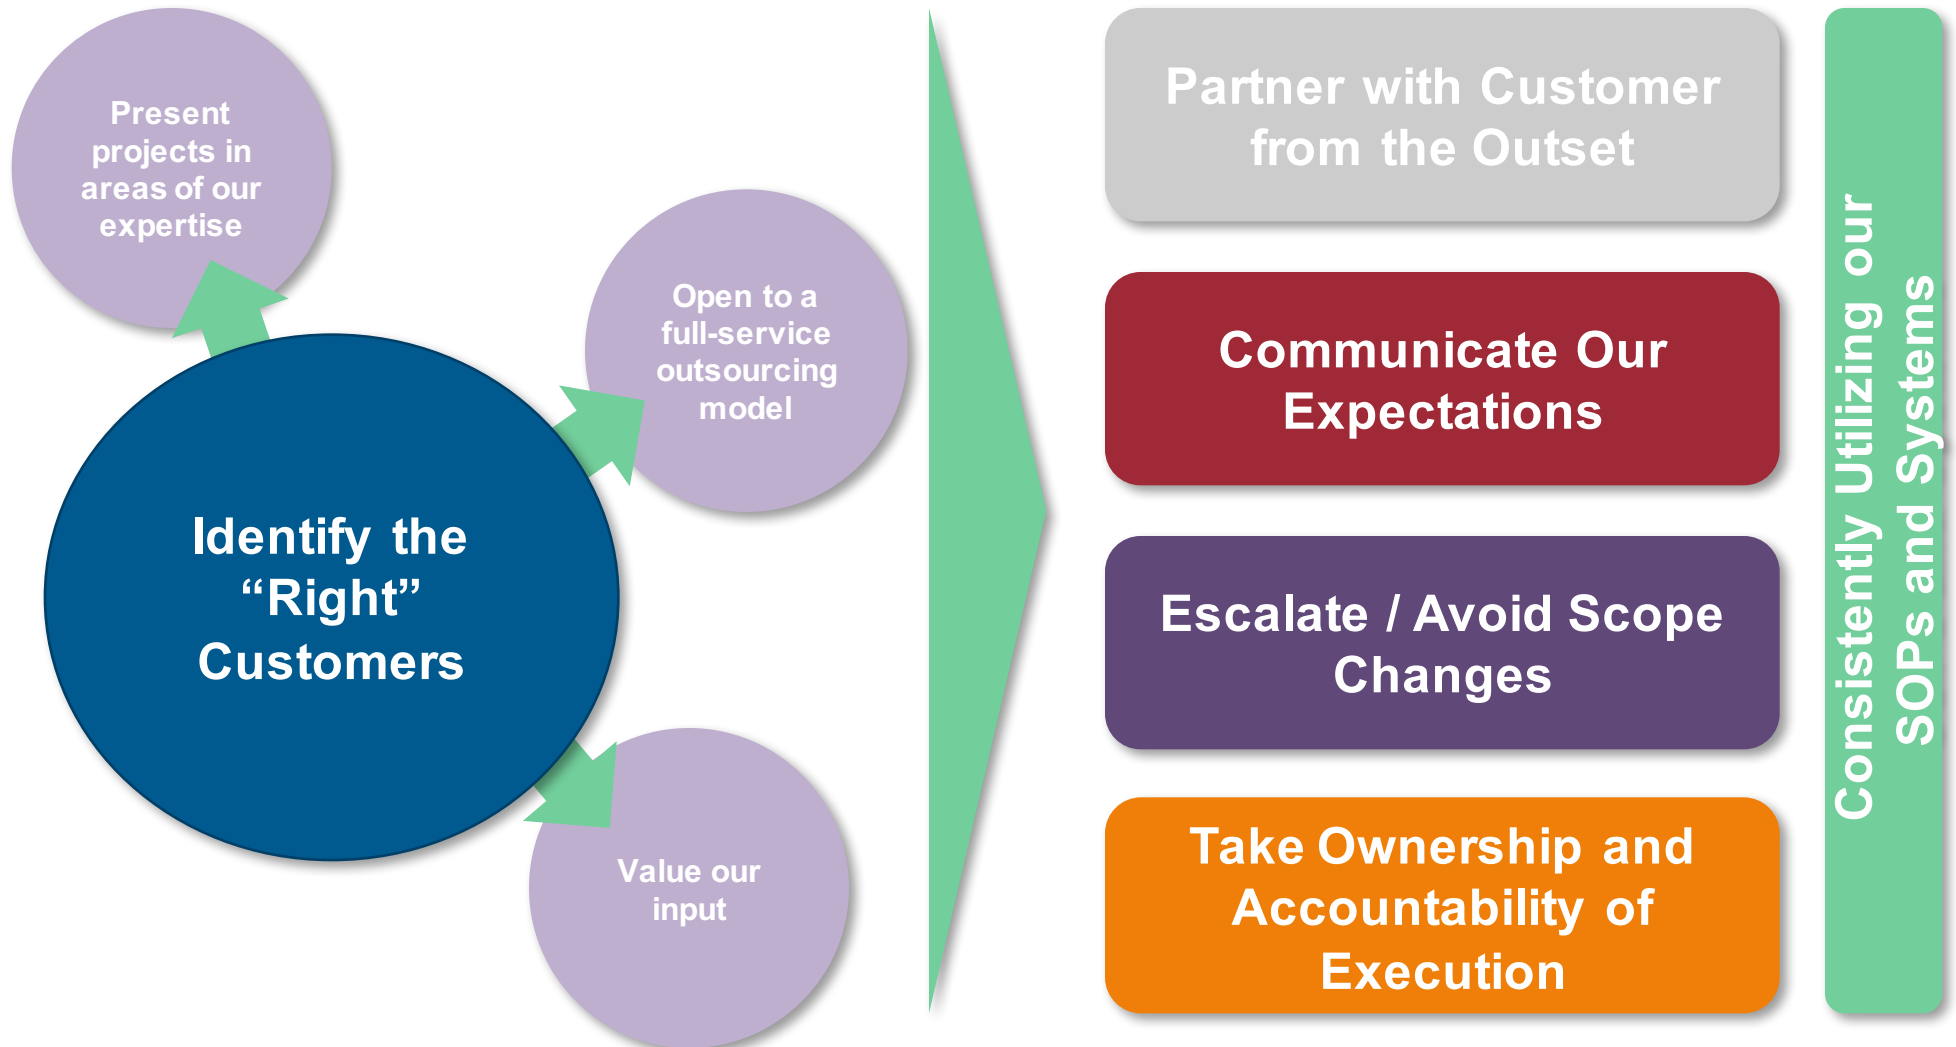 Present
projects in
areas of our
expertise
Open to a
full-service
outsourcing
model
Identify the
“Right”
Customers
Value our
input
Partner with Customer
from the Outset
Communicate Our
Expectations
Escalate / Avoid Scope
Changes
Take Ownership and
Accountability of
Execution
Consistently Utilizing our
SOPs and Systems